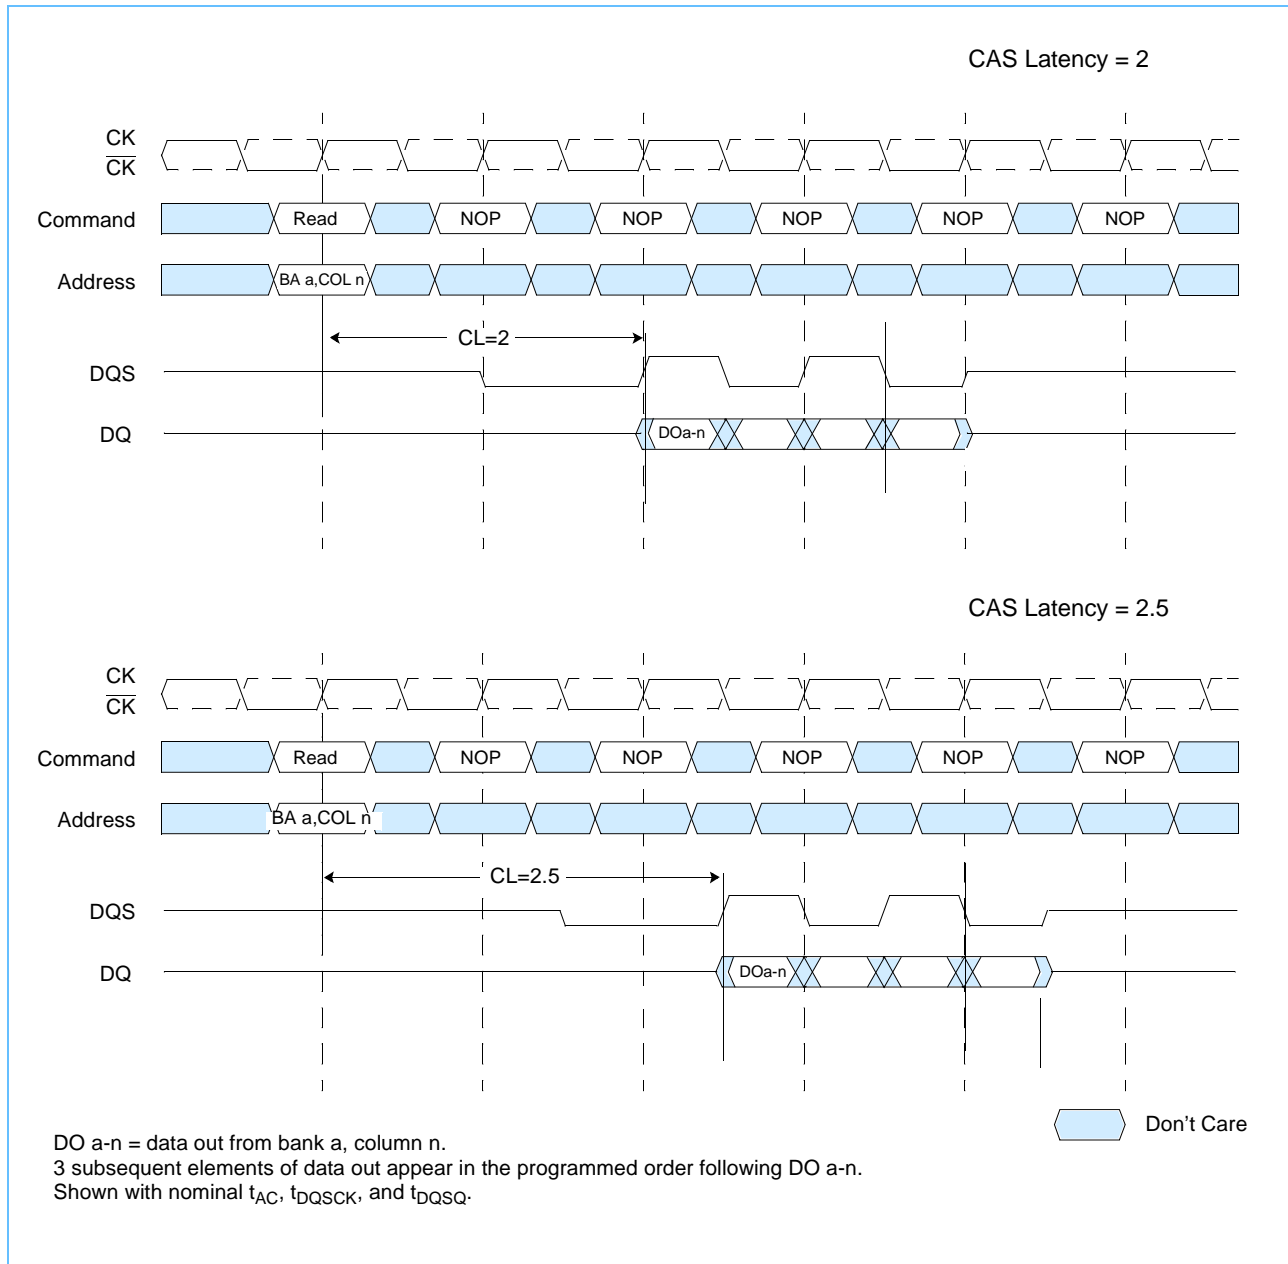 CAS Latency = 2
CK
CK
Command
Read
NOP
NOP
NOP
NOP
NOP
Address
BA a,COL n
CL=2
DQS
DQ
DOa-n
CAS Latency = 2.5
CK
CK
Command
Read
NOP
NOP
NOP
NOP
NOP
Address
BA a,COL n
CL=2.5
DQS
DQ
DOa-n
Don't Care
DO a-n = data out from bank a, column n.
3 subsequent elements of data out appear in the programmed order following DO a-n.
Shown with nominal tAC, tDQSCK, and tDQSQ.